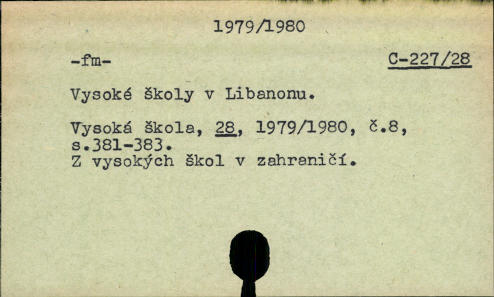 1979/1980
-fm- C-227/28
Vysoké školy v Libanonu.
Vysoká škola, 28, 1979/1980, č.8,
s.381-383.
Z vysokých škol v zahraničí.